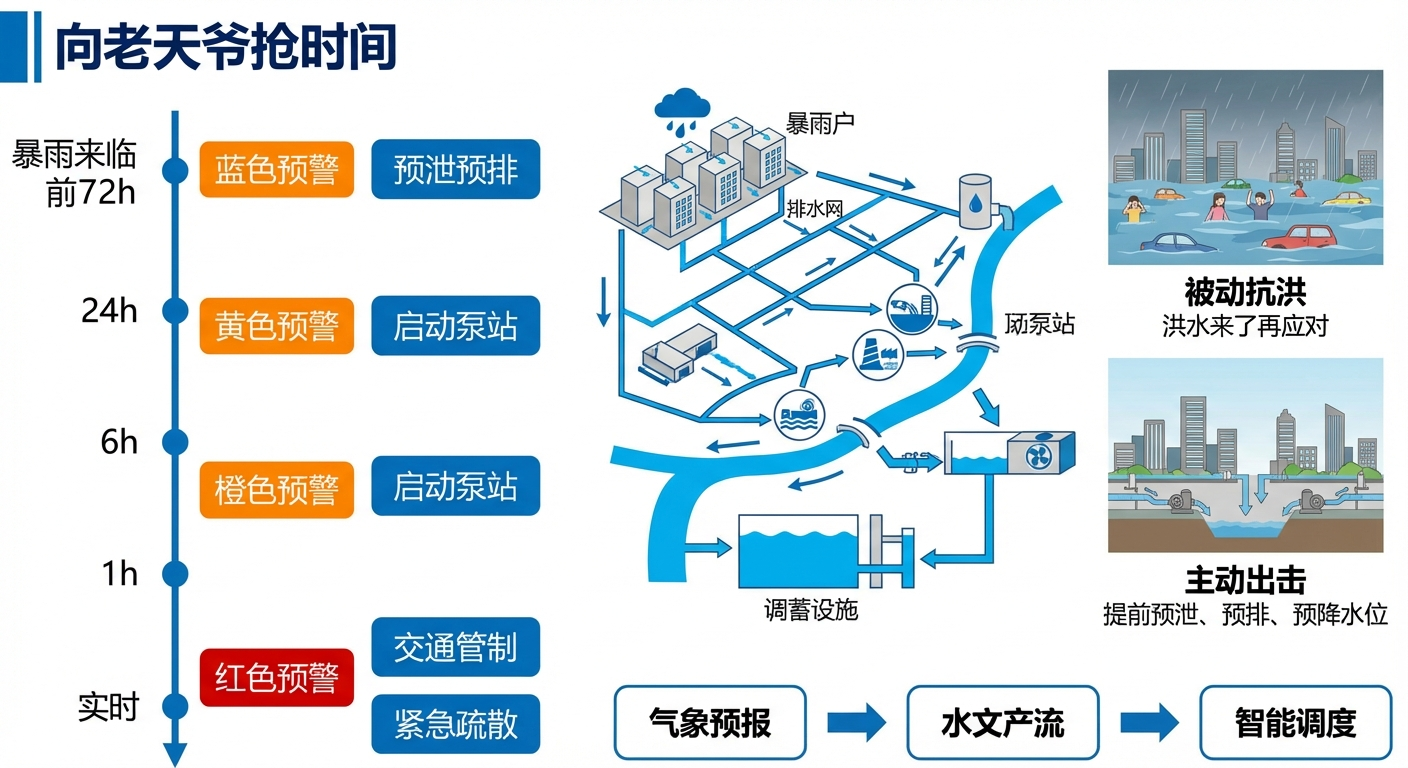 向老天爷抢时间
暴雨来临
前72h
蓝色预警
预泄预排
24h
黄色预警
启动泵站
6h
橙色预警
启动泵站
1h
红色预警
交通管制
实时
紧急疏散
暴雨户
排水网
泵站
调蓄设施
被动抗洪
洪水来了再应对
主动出击
提前预泄、预排、预降水位
气象预报
水文产流
智能调度